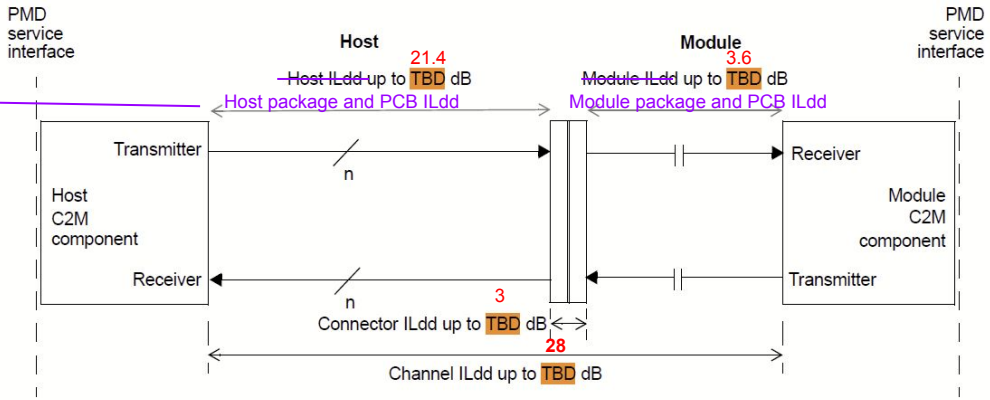 PMD
service
interface
PMD
service
interface
Host
Module
21.4
3.6
Host ILdd up to TBD dB
Module ILdd up to TBD dB
Host package and PCB ILdd
Module package and PCB ILdd
Transmitter
Receiver
n
Host
C2M
component
Module
C2M
component
Receiver
Transmitter
n
3
Connector ILdd up to TBD dB
28
Channel ILdd up to TBD dB